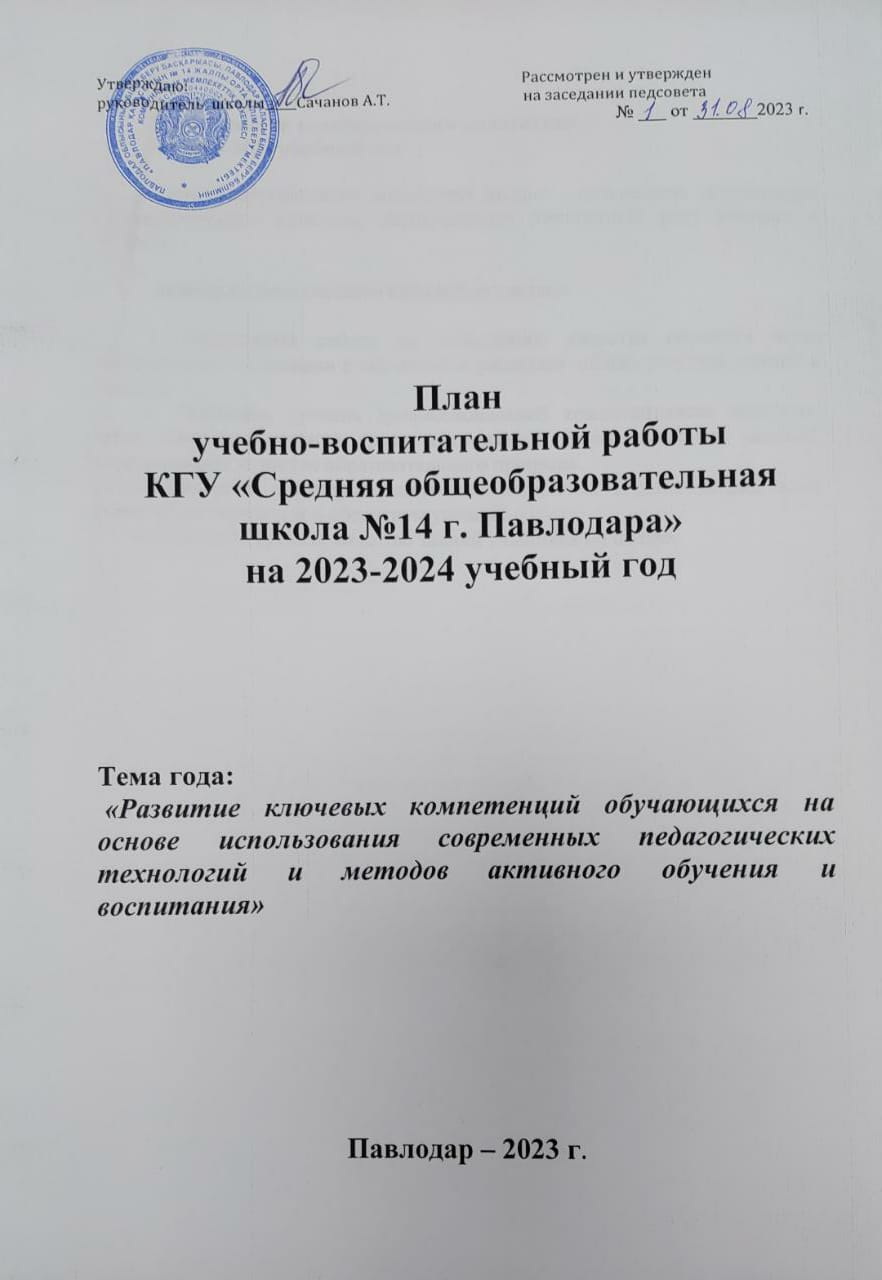 Утверждаю!
руководитель школы Сачанов А.Т.
Рассмотрен и утвержден
на заседании педсовета
№ 1 от 31.08 2023 г.
План
учебно-воспитательной работы
КГУ «Средняя общеобразовательная
школа №14 г. Павлодара»
на 2023-2024 учебный год
Тема года:
«Развитие ключевых компетенций обучающихся на
основе использования современных педагогических
технологий и методов активного обучения и
воспитания»
Павлодар – 2023 г.